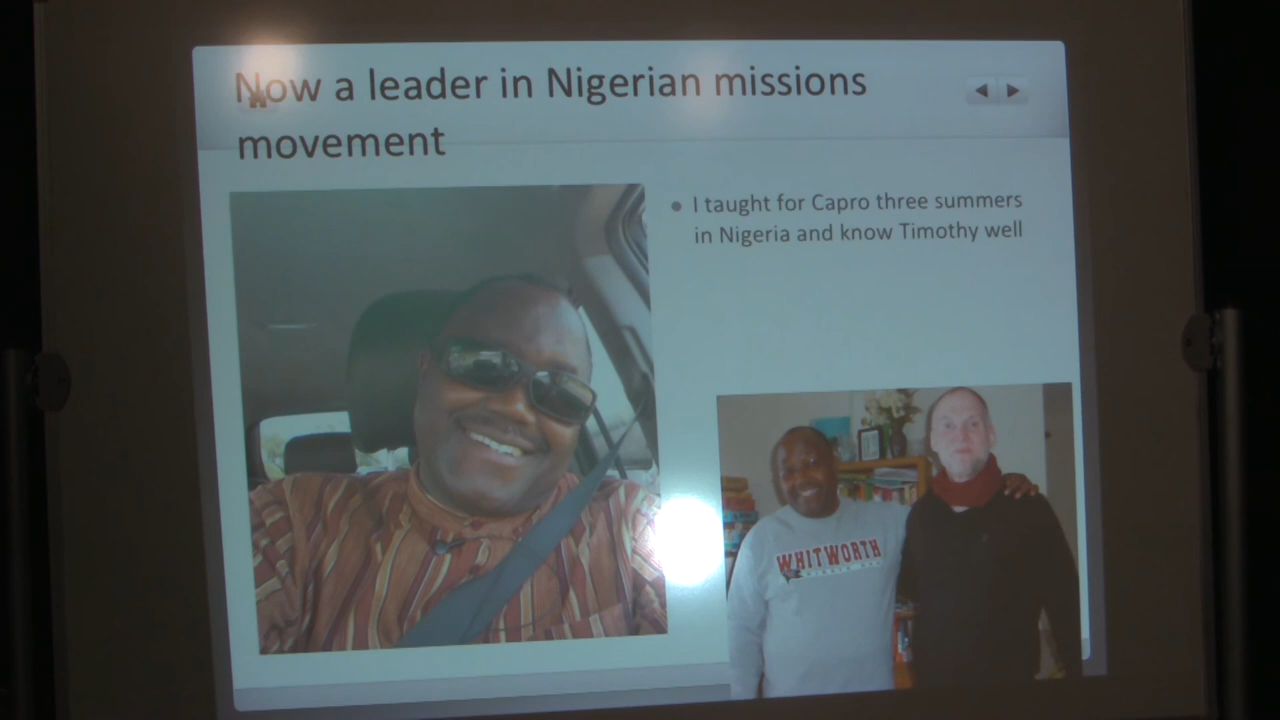 Now a leader in Nigerian missions
movement
I taught for Capro three summers
in Nigeria and know Timothy well
WHITWORTH